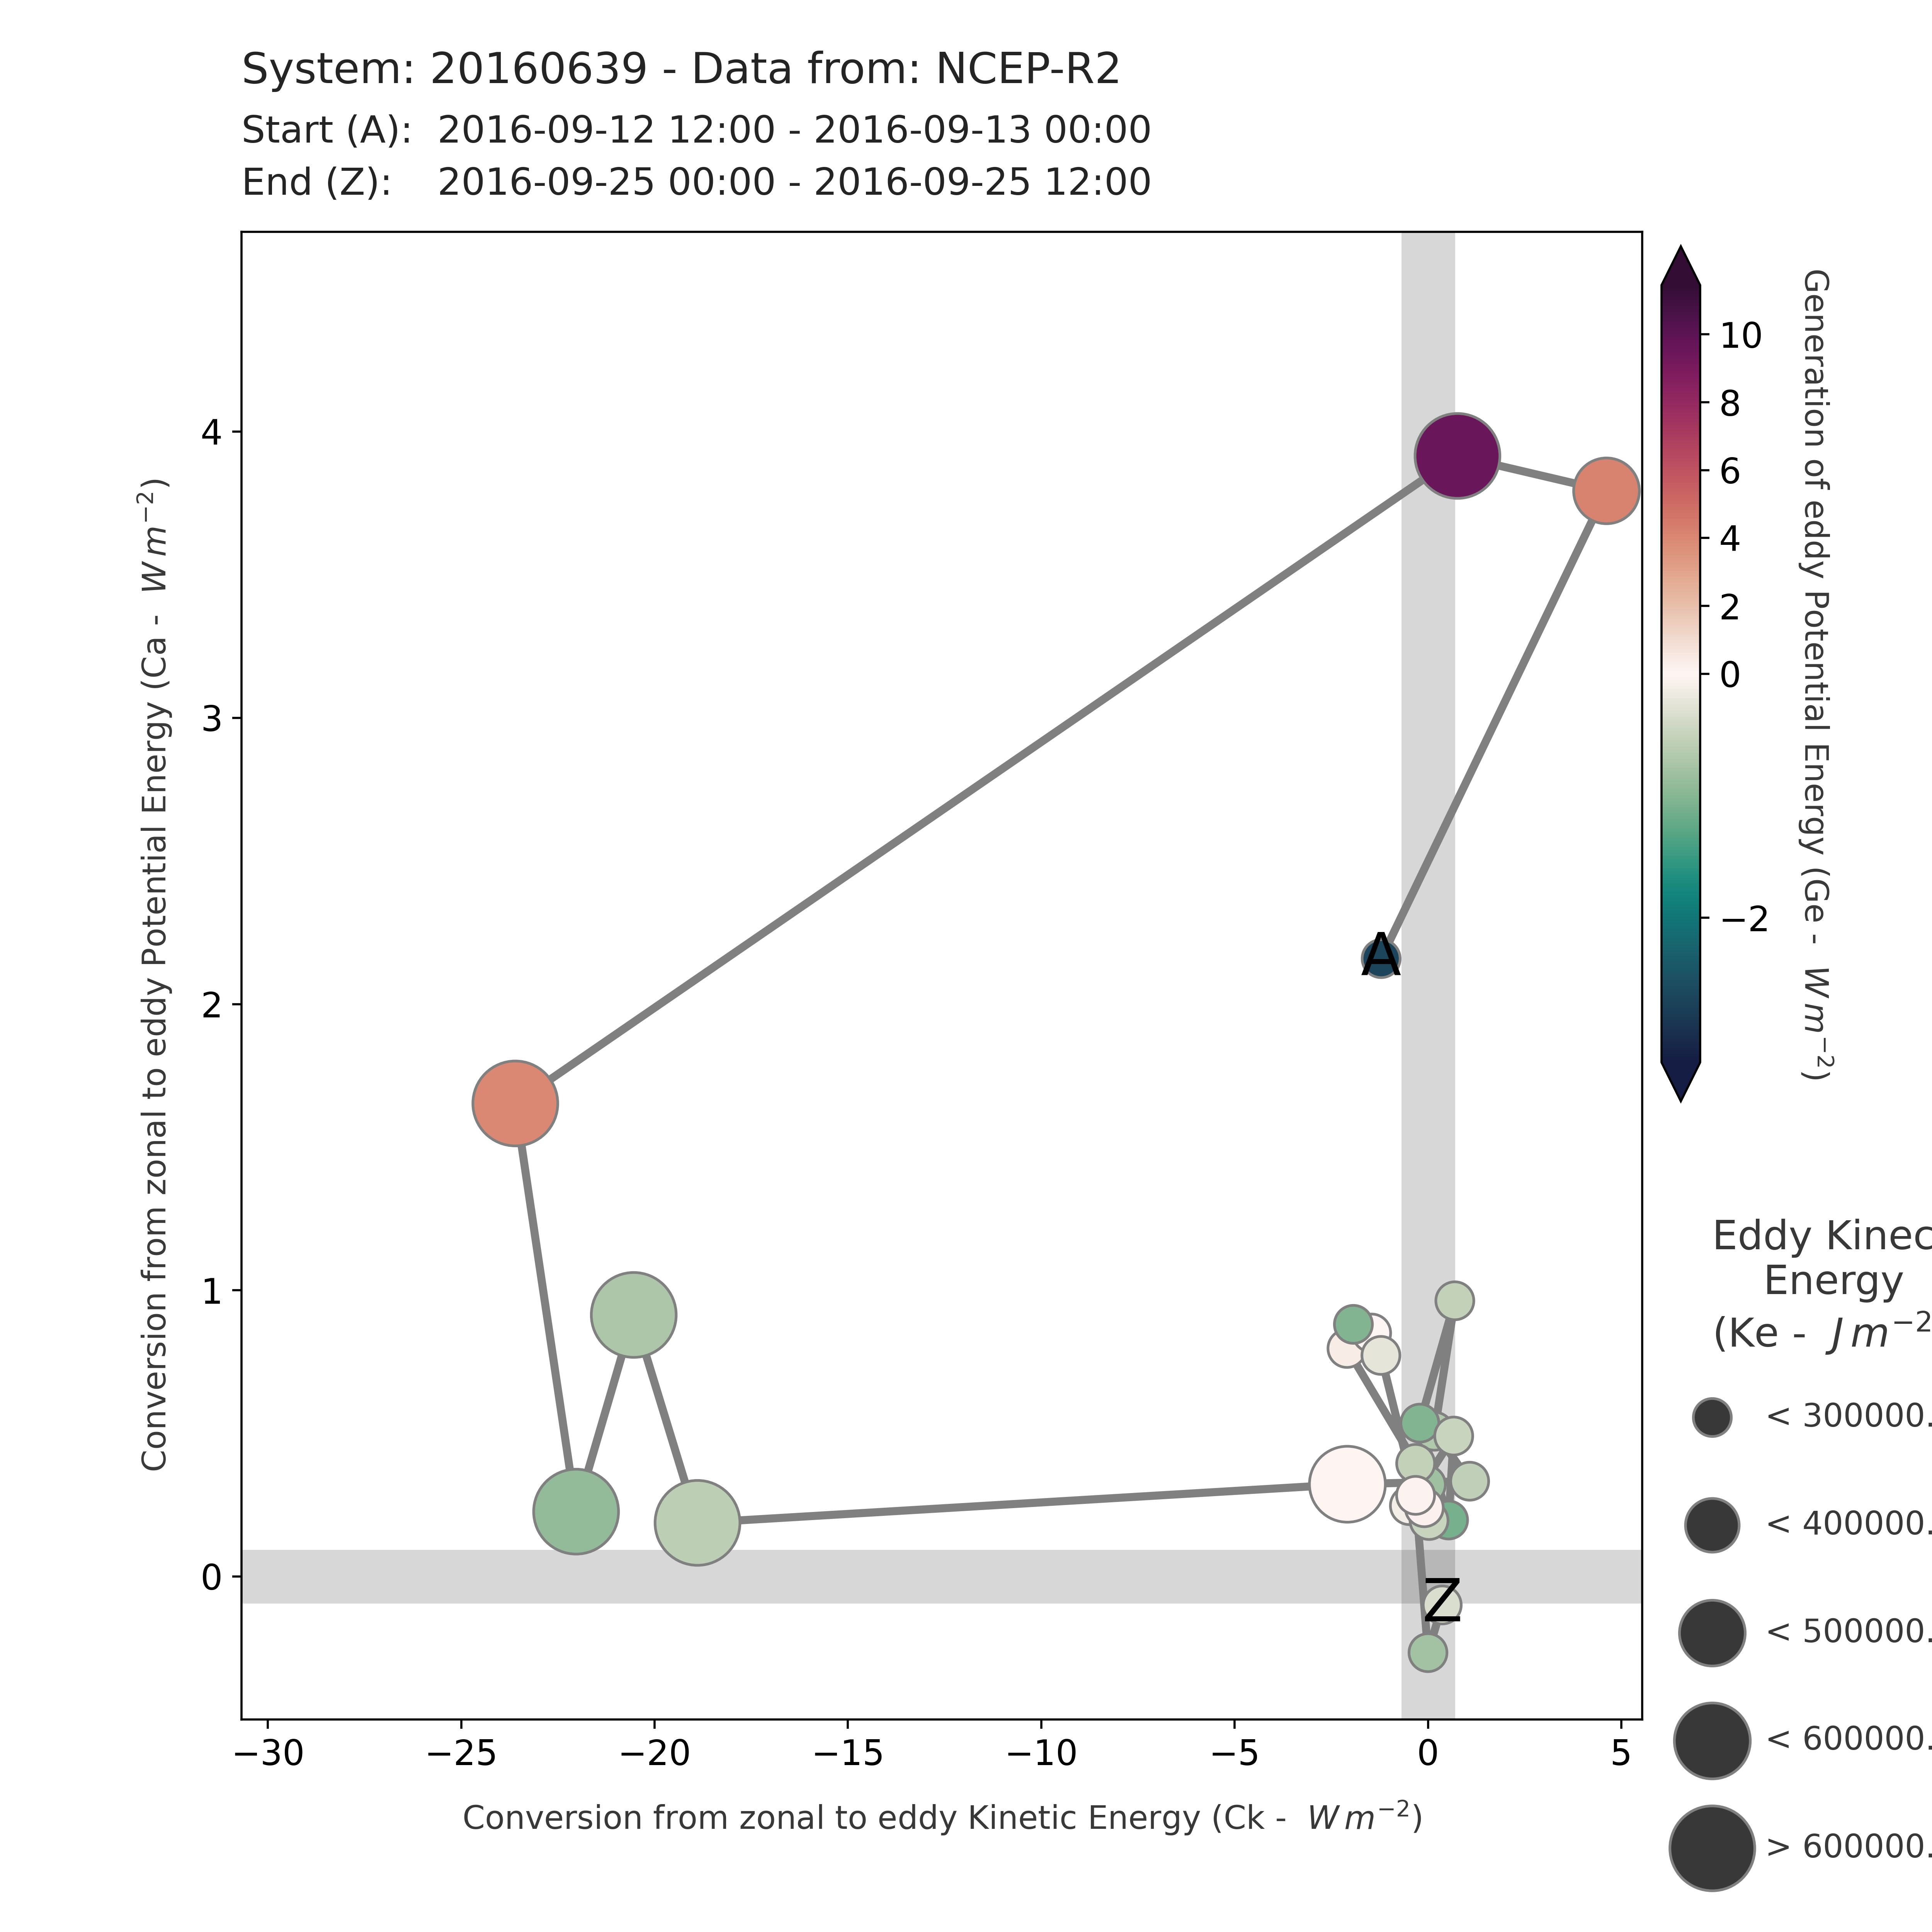 System: 20160639 - Data from: NCEP-R2
Start (A): 2016-09-12 12:00 - 2016-09-13 00:00
End (Z): 2016-09-25 00:00 - 2016-09-25 12:00
Conversion from zonal to eddy Potential Energy (Ca - W m⁻²)
4
3
2
1
0
A
Z
−30
−25
−20
−15
−10
−5
0
5
Conversion from zonal to eddy Kinetic Energy (Ck - W m⁻²)
10
8
6
4
2
0
−2
Generation of eddy Potential Energy (Ge - W m⁻²)
Eddy Kinec
Energy
(Ke - J m⁻²
< 300000.
< 400000.
< 500000.
< 600000.
> 600000.